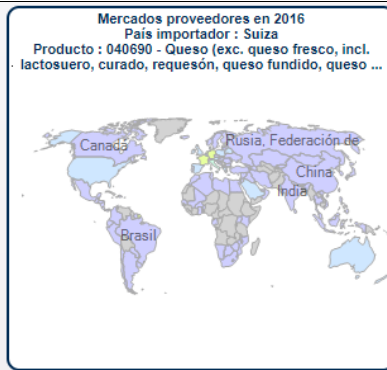 Mercados proveedores en 2016
País importador : Suiza
Producto : 040690 - Queso (exc. queso fresco, incl.
lactosuero, curado, requesón, queso fundido, queso ...
Canadá
Rusia, Federación de
China
India
Brasil